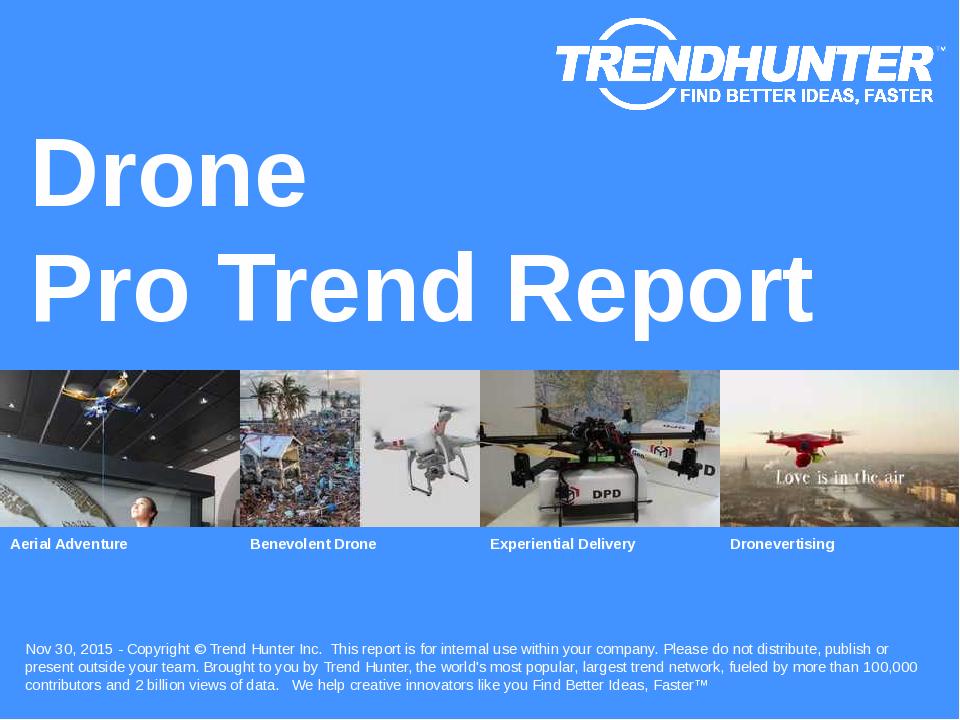 TRENDHUNTER™
FIND BETTER IDEAS, FASTER
Drone
Pro Trend Report
DPD
DPD
Love is in the air
Aerial Adventure
Benevolent Drone
Experiential Delivery
Dronevertising
Nov 30, 2015 - Copyright © Trend Hunter Inc. This report is for internal use within your company. Please do not distribute, publish or
present outside your team. Brought to you by Trend Hunter, the world's most popular, largest trend network, fueled by more than 100,000
contributors and 2 billion views of data. We help creative innovators like you Find Better Ideas, Faster™